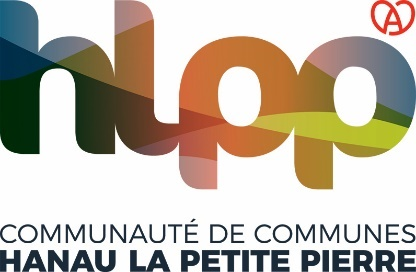 hlpp
COMMUNAUTÉ DE COMMUNES
HANAU LA PETITE PIERRE